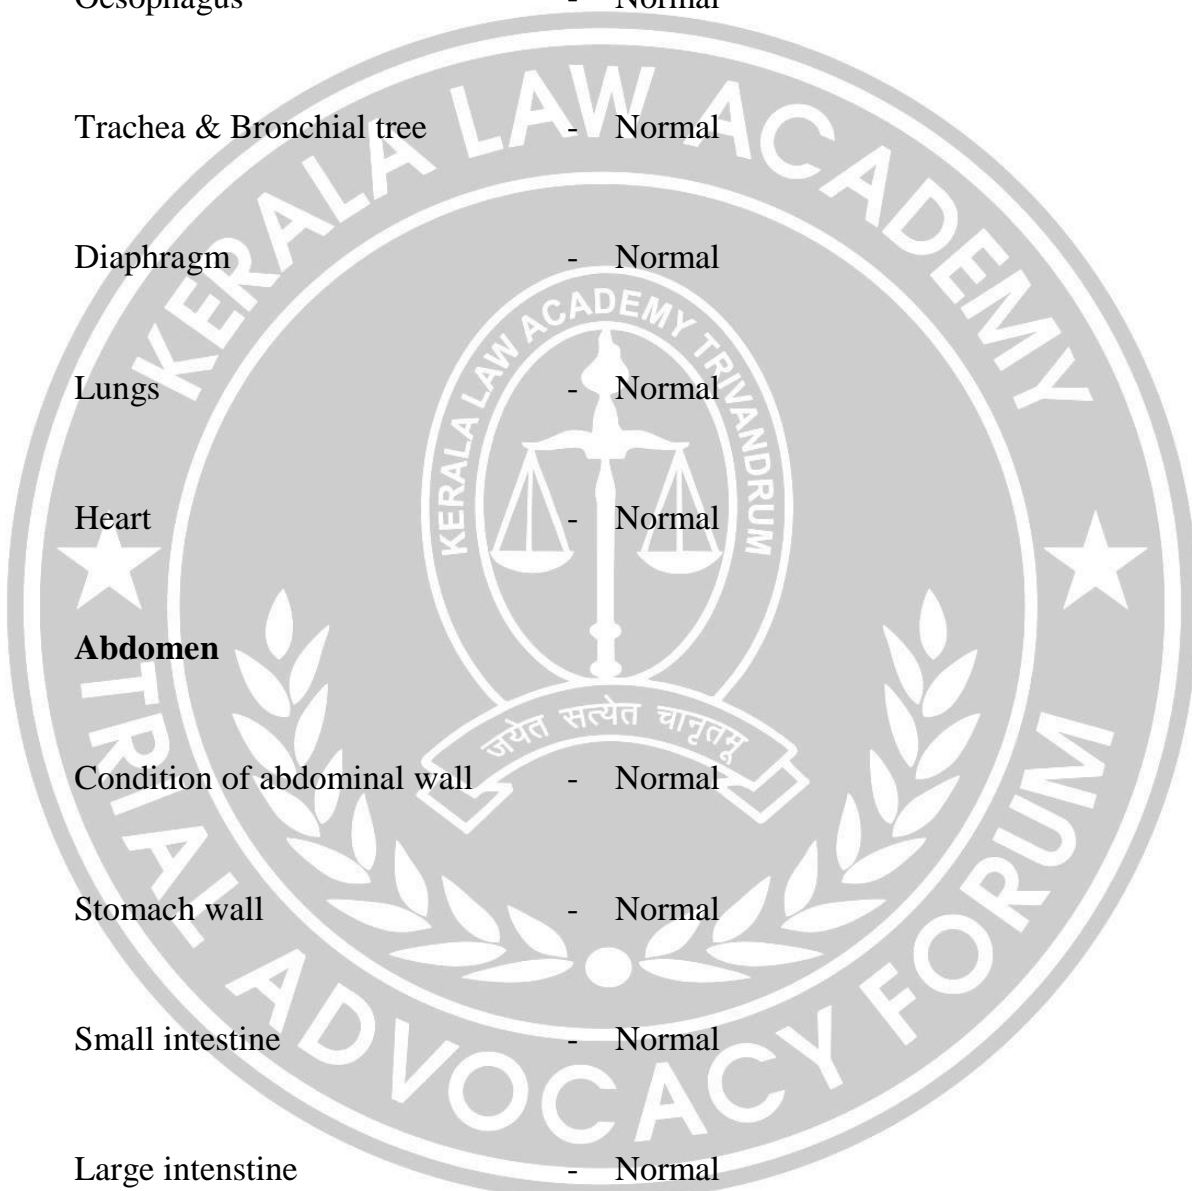 Oesophagus - Normal
Trachea & Bronchial tree - Normal
Diaphragm - Normal
Lungs - Normal
Heart - Normal
Abdomen
Condition of abdominal wall - Normal
Stomach wall - Normal
Small intestine - Normal
Large intenstine - Normal
KERALA LAW ACADEMY
TRIAL ADVOCACY FORUM
KERALA LAW ACADEMY TRIVANDRUM
जयेत सत्येत चानृतम्